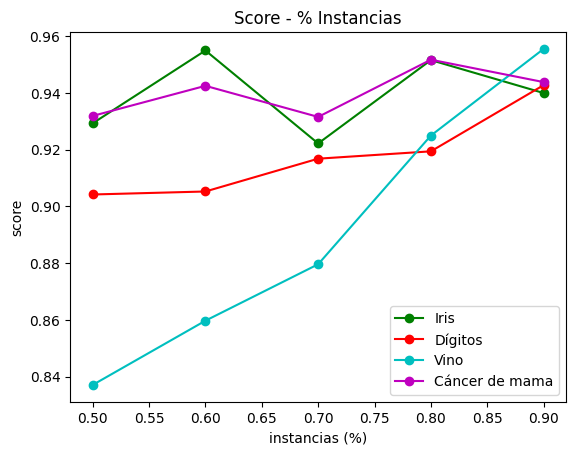 Score - % Instancias
score
0.96
0.94
0.92
0.90
0.88
0.86
0.84
0.50 0.55 0.60 0.65 0.70 0.75 0.80 0.85 0.90
instancias (%)
Iris
Dígitos
Vino
Cáncer de mama